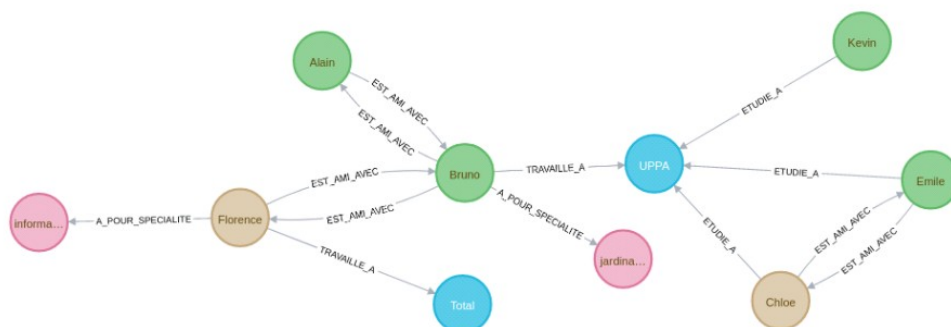 Kevin
Alain
EST_AMI_AVEC
ETUDIE_A
EST_AMI_AVEC
UPPA
Bruno
TRAVAILLE_A
ETUDIE_A
Emile
EST_AMI_AVEC
A_POUR_SPECIALITE
informa…
A_POUR_SPECIALITE
Florence
EST_AMI_AVEC
ETUDIE_A
EST_AMI_AVEC
EST_AMI_AVEC
TRAVAILLE_A
jardina…
Total
Chloe